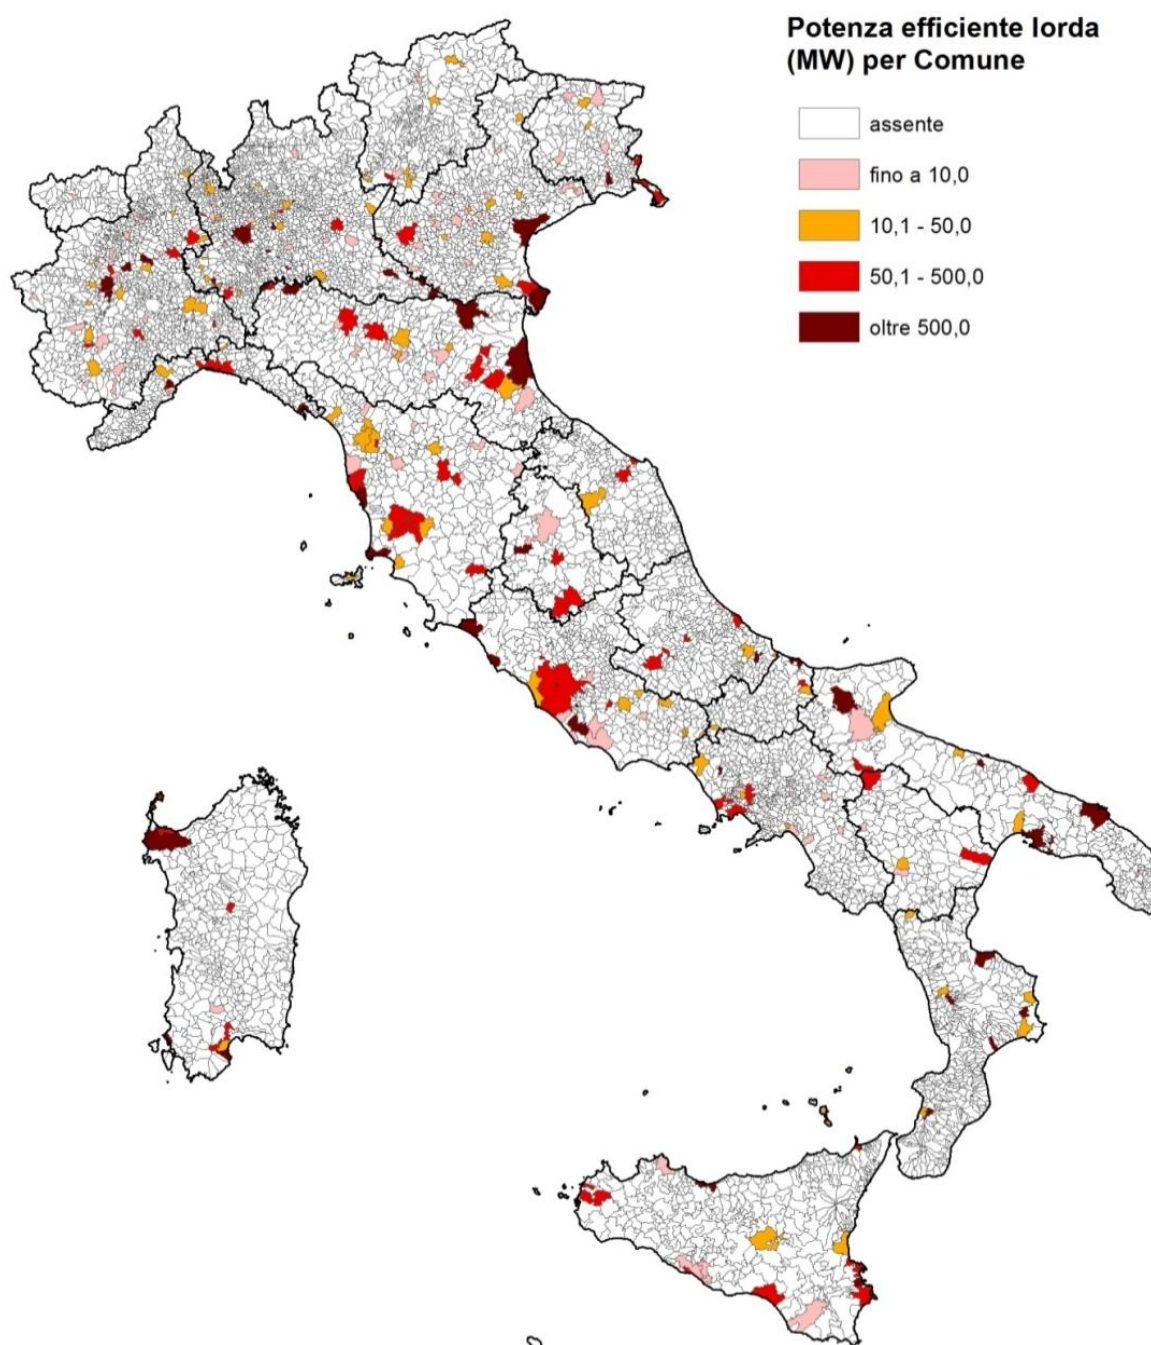 Potenza efficiente lorda
(MW) per Comune
assente
fino a 10,0
10,1 - 50,0
50,1 - 500,0
oltre 500,0